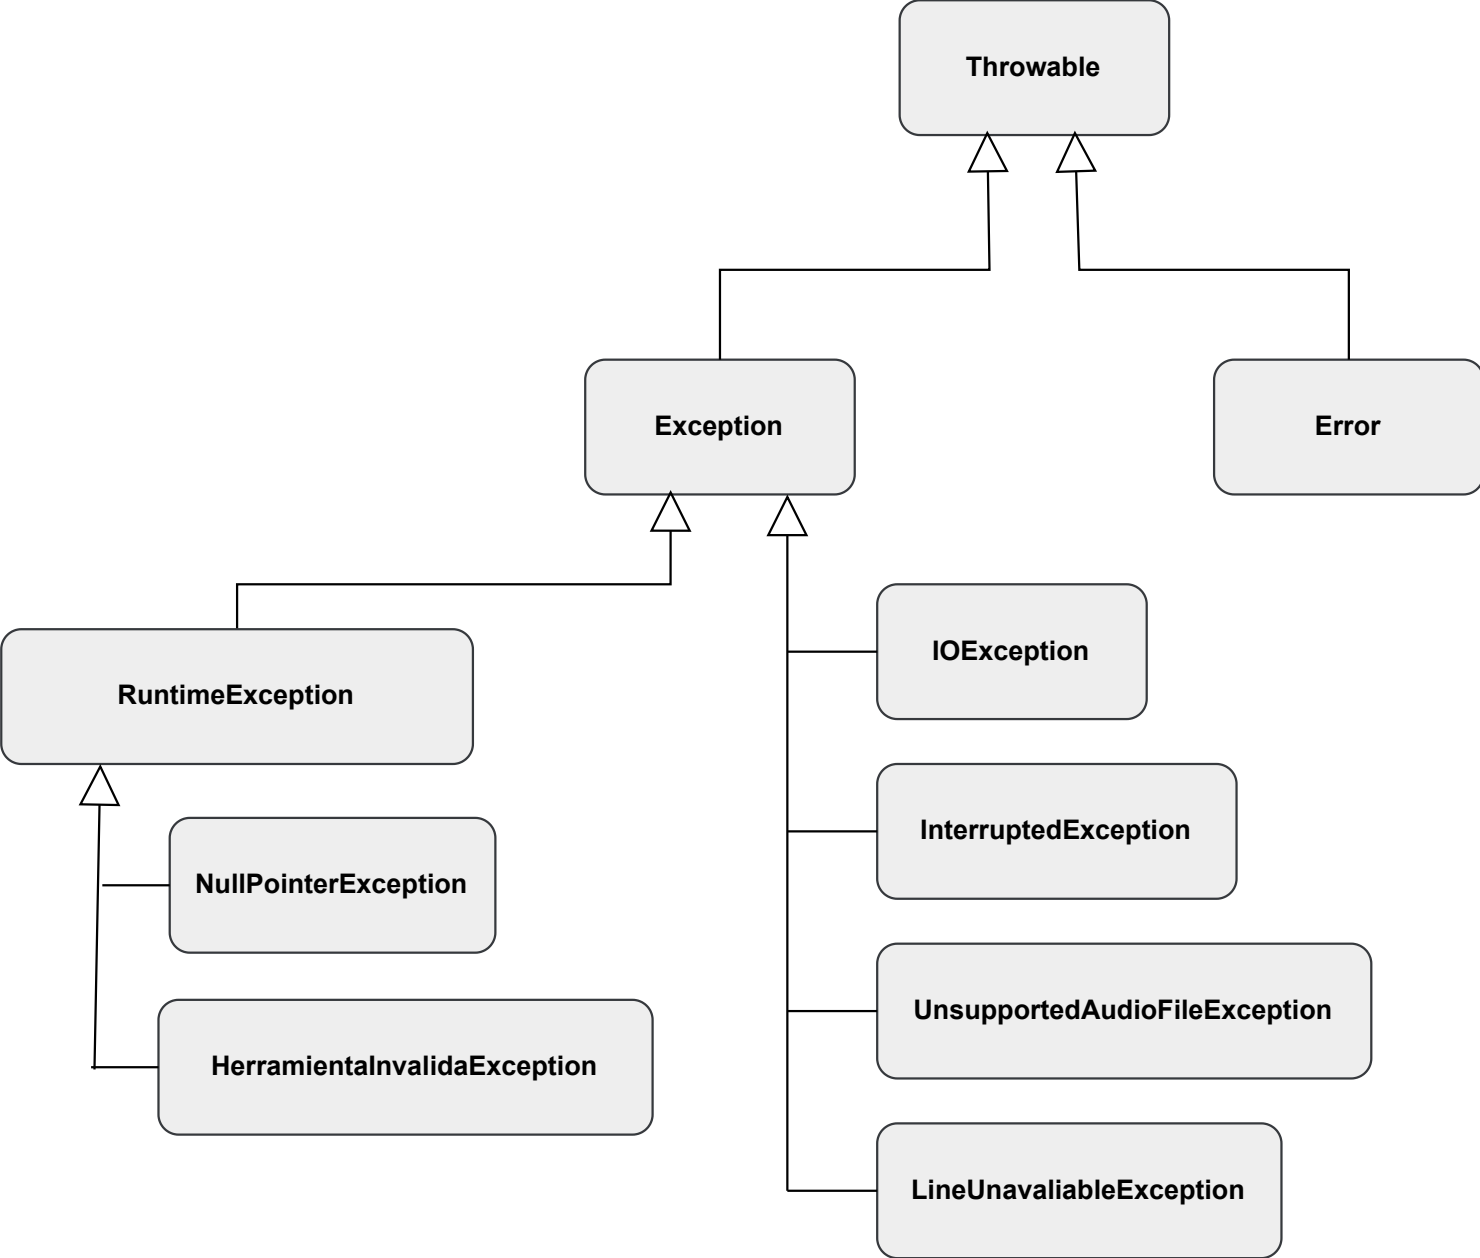 Throwable
Exception
Error
RuntimeException
IOException
InterruptedException
NullPointerException
UnsupportedAudioFileException
HerramientaInvalidaException
LineUnavaliableException